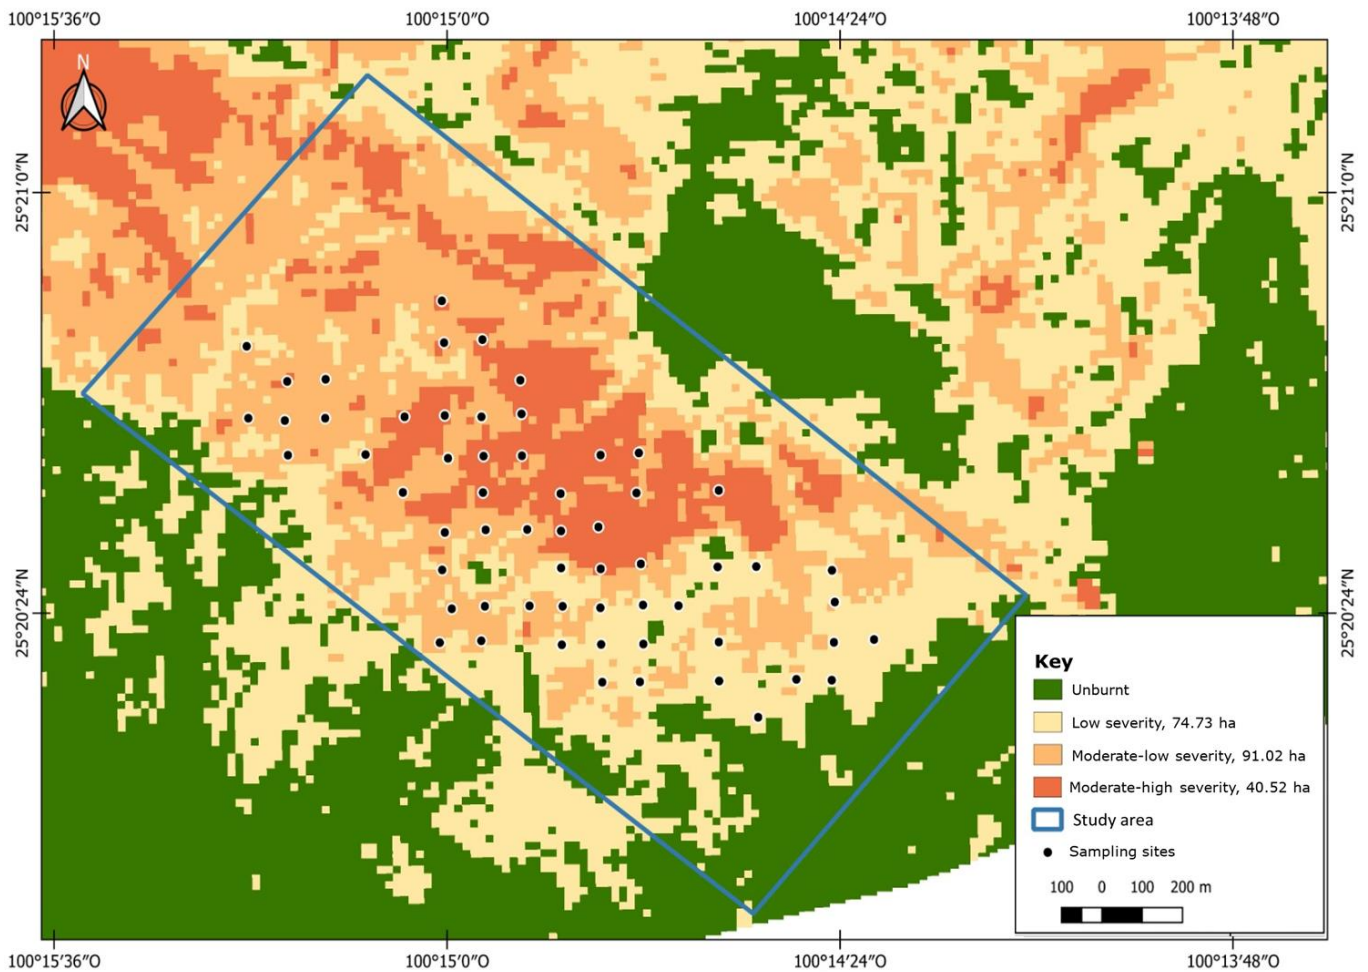 100°15′36″O 100°15′0″O 100°14′24″O 100°13′48″O
N
25°21′0″N 25°21′0″N
25°20′24″N 25°20′24″N
Key
Unburnt
Low severity, 74.73 ha
Moderate-low severity, 91.02 ha
Moderate-high severity, 40.52 ha
Study area
Sampling sites
100 0 100 200 m
100°15′36″O 100°15′0″O 100°14′24″O 100°13′48″O